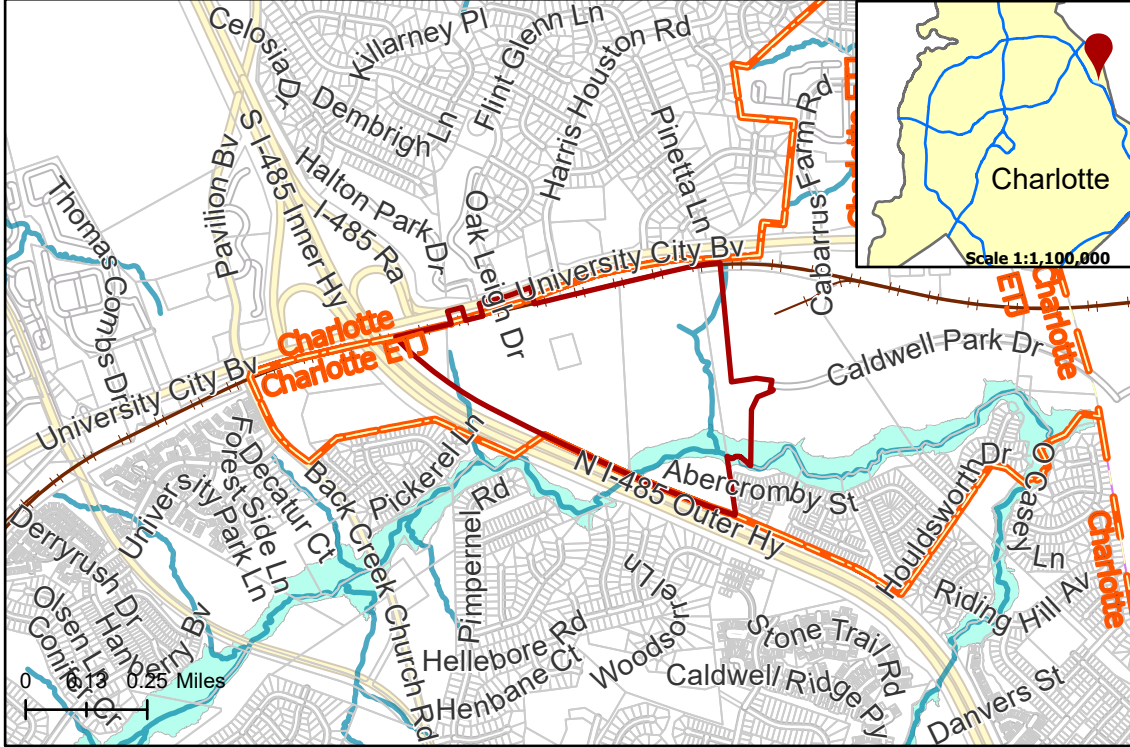 Celosia Dr
Killarney Pl
Flint Glenn Ln
Harris Houston Rd
Dembrigh Ln
Pinetta Ln
Cabarrus Farm Rd
Charlotte
Scale 1:1,100,000
S I-485 Inner Hy
Pavilion Bv
Halton Park Dr
I-485 Ra
Oak Leigh Dr
Thomas Combs Dr
University City Bv
Charlotte
Charlotte ETJ
University City Bv
Charlotte
ETJ
Caldwell Park Dr
Forest Side Ln
Decatur Ct
University Park Ln
Back Creek Church Rd
Pickerel Ln
Pimpernel Rd
N I-485 Outer Hy
Abercromby St
Houldsworth Dr
O'casey Ln
Charlotte
Riding Hill Av
Derryrush Dr
Olsen Ln
Conifer Cr
Hamberry Bz
Hellebore Rd
Henbane Ct
Woodsorrel Ln
Stone Trail Rd
Caldwell Ridge Py
Danvers St
0 0.13 0.25 Miles